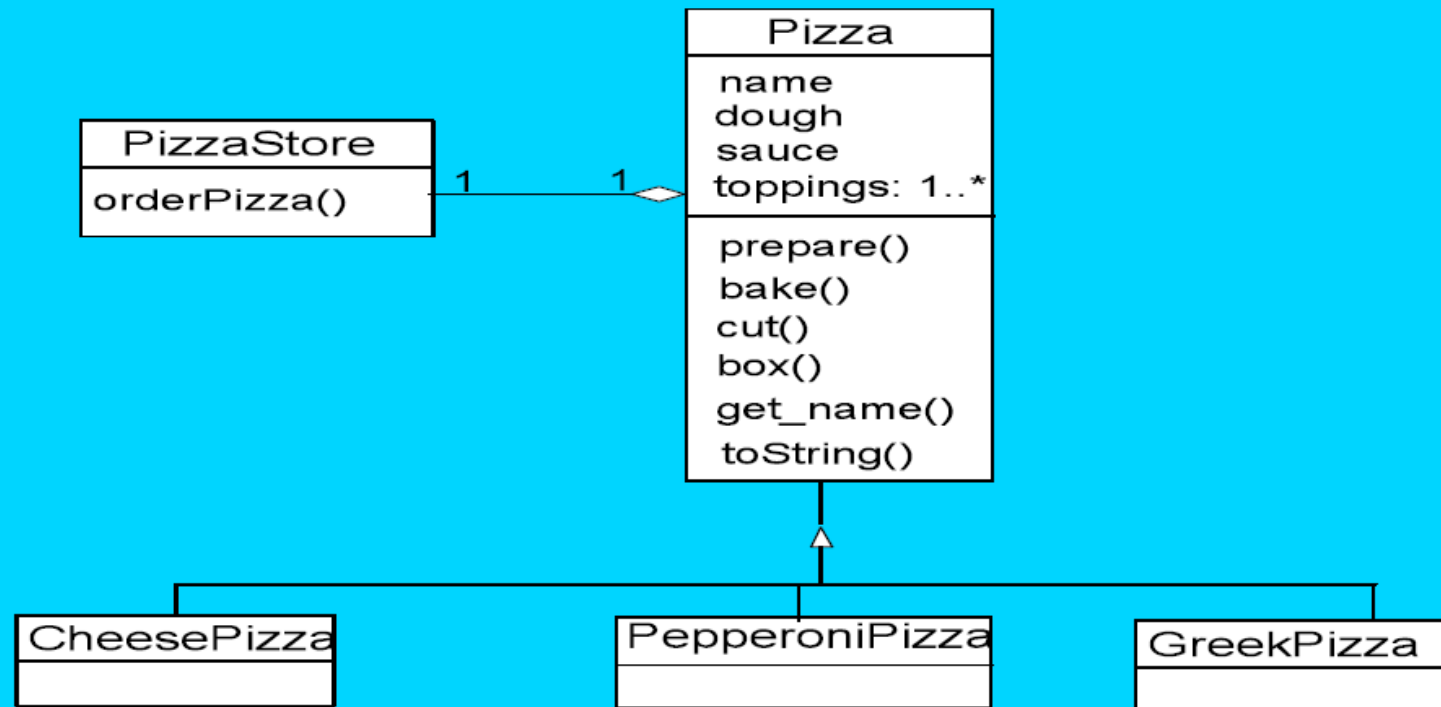 Pizza
name
dough
sauce
toppings: 1..*
PizzaStore
orderPizza()
1 1
prepare()
bake()
cut()
box()
get_name()
toString()
CheesePizza
PepperoniPizza
GreekPizza